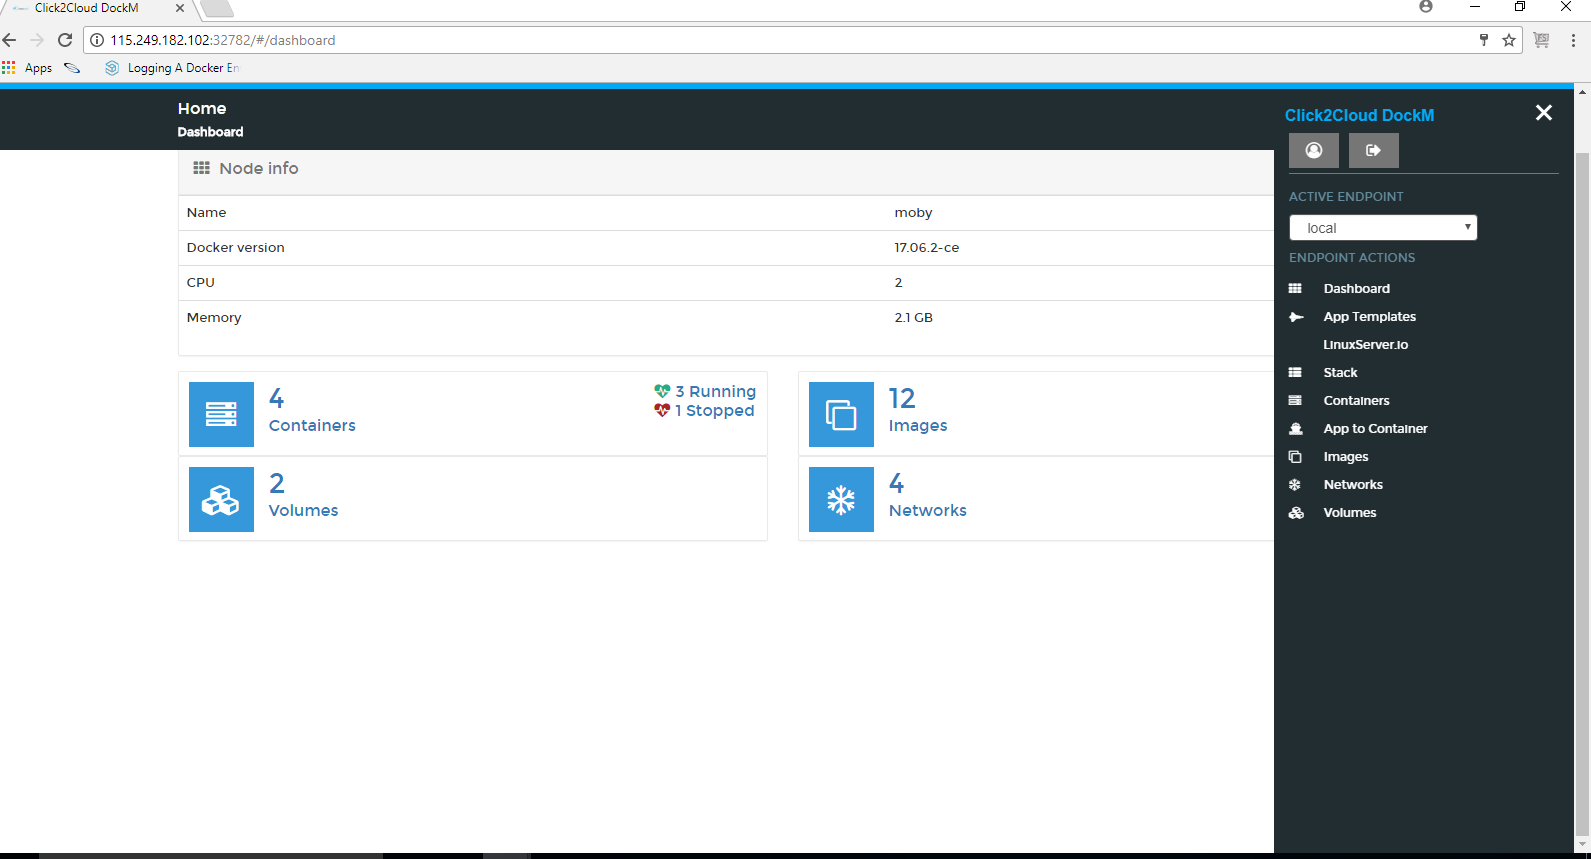 Click2Cloud DockM
115.249.182.102:32782/#/dashboard
Apps
Logging A Docker En
Home
Dashboard
Node info
Name moby
Docker version 17.06.2-ce
CPU 2
Memory 2.1 GB
4
Containers
3 Running
1 Stopped
12
Images
2
Volumes
4
Networks
Click2Cloud DockM
ACTIVE ENDPOINT
local
ENDPOINT ACTIONS
Dashboard
App Templates
LinuxServer.io
Stack
Containers
App to Container
Images
Networks
Volumes